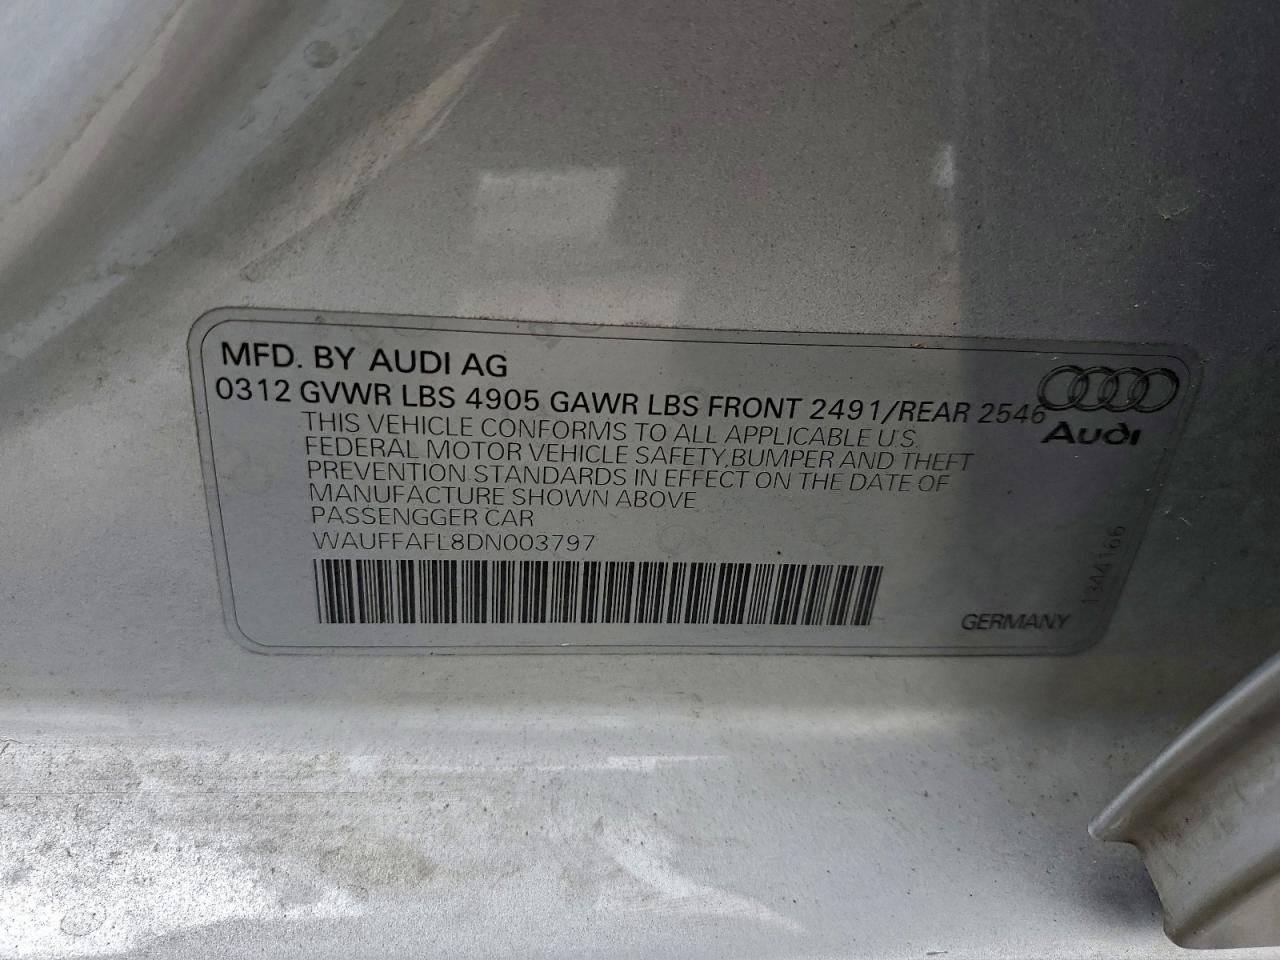 MFD. BY AUDI AG
0312 GVWR LBS 4905 GAWR LBS FRONT 2491/REAR 2546
THIS VEHICLE CONFORMS TO ALL APPLICABLE U.S.
FEDERAL MOTOR VEHICLE SAFETY,BUMPER AND THEFT
PREVENTION STANDARDS IN EFFECT ON THE DATE OF
MANUFACTURE SHOWN ABOVE
PASSENGGER CAR
WAUFFAFL8DN003797
Audi
1344166
GERMANY